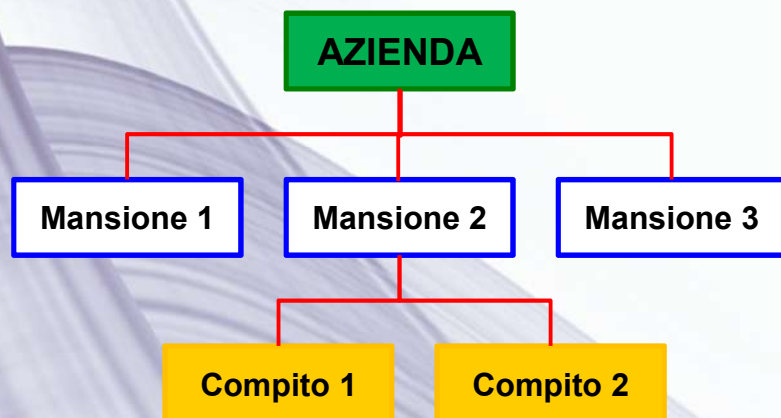 AZIENDA
Mansione 1
Mansione 2
Mansione 3
Compito 1
Compito 2